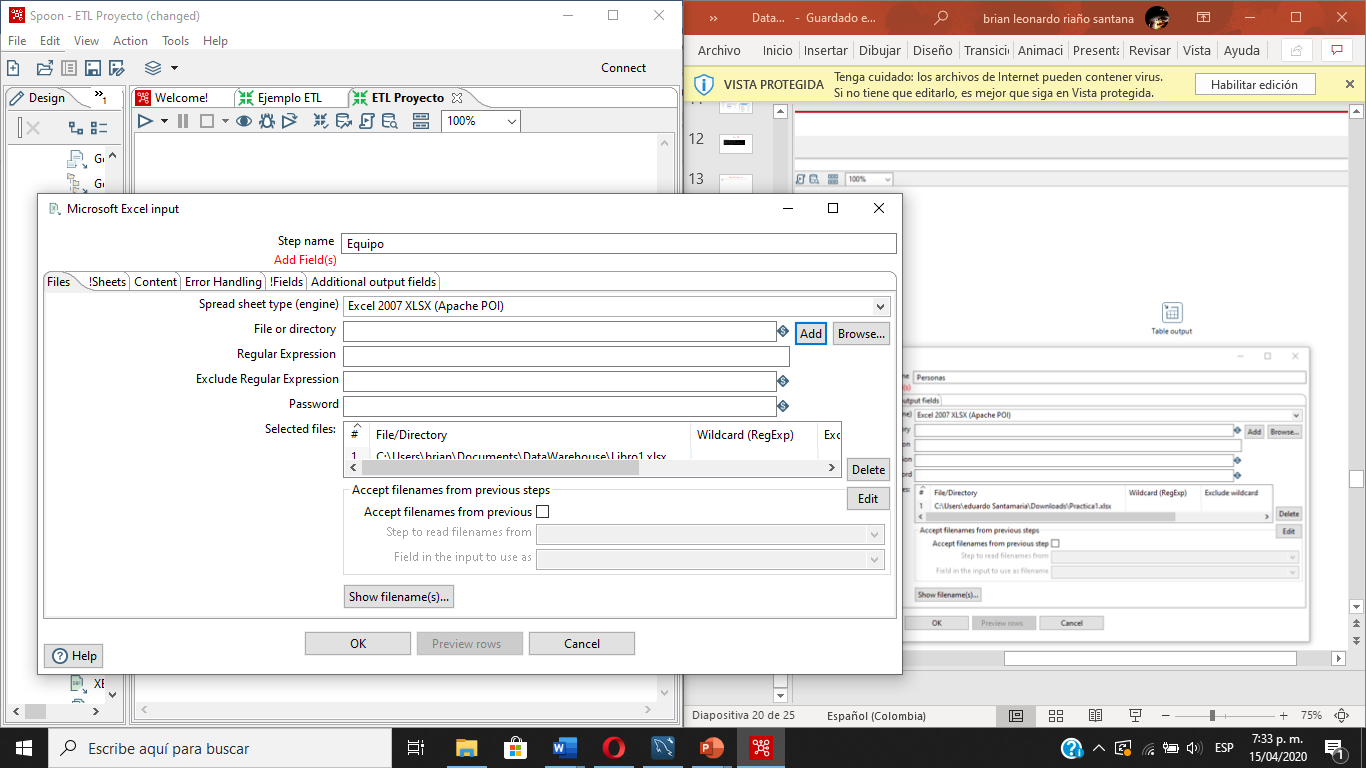 Spoon - ETL Proyecto (changed)
File Edit View Action Tools Help
Connect
Design
»1
Welcome!
Ejemplo ETL
ETL Proyecto
100%
Microsoft Excel input
Step name
Equipo
Add Field(s)
Files
!Sheets
Content
Error Handling
!Fields
Additional output fields
Spread sheet type (engine)
Excel 2007 XLSX (Apache POI)
File or directory
Add
Browse...
Regular Expression
Exclude Regular Expression
Password
Selected files:
# File/Directory Wildcard (RegExp) Exc
1 C:\Users\brian\Documents\DataWarehouse\Libro1.xlsx
Delete
Edit
Accept filenames from previous steps
Accept filenames from previous
Step to read filenames from
Field in the input to use as
Show filename(s)...
OK
Preview rows
Cancel
Help
» Data... - Guardado e...
brian leonardo riaño santana
Archivo Inicio Insertar Dibujar Diseño Transici Animaci Presenta Revisar Vista Ayuda
VISTA PROTEGIDA
Tenga cuidado: los archivos de Internet pueden contener virus.
Si no tiene que editarlo, es mejor que siga en Vista protegida.
Habilitar edición
12
13
100%
Table output
Personas
output fields
Excel 2007 XLSX (Apache POI)
Add
Browse...
# File/Directory Wildcard (RegExp) Exclude wildcard
1 C:\Users\eduardo Santamaria\Downloads\Practica1.xlsx
Delete
Edit
Accept filenames from previous steps
Accept filenames from previous step
Step to read filenames from
Field in the input to use as filename
Show filename(s)...
OK
Preview rows
Cancel
Diapositiva 20 de 25
Español (Colombia)
75%
Escribe aquí para buscar
ESP
7:33 p. m.
15/04/2020
1